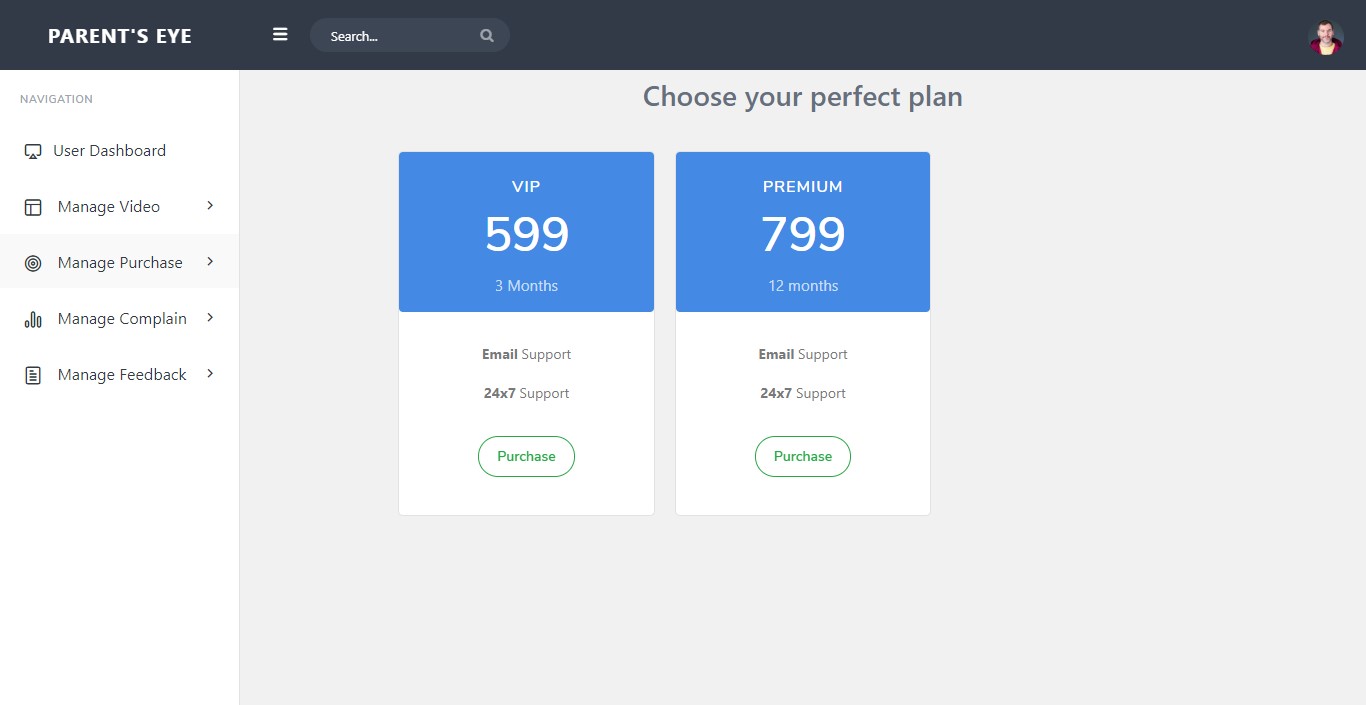 PARENT'S EYE
Search...
NAVIGATION
User Dashboard
Manage Video
Manage Purchase
Manage Complain
Manage Feedback
Choose your perfect plan
VIP
599
3 Months
Email Support
24x7 Support
Purchase
PREMIUM
799
12 months
Email Support
24x7 Support
Purchase